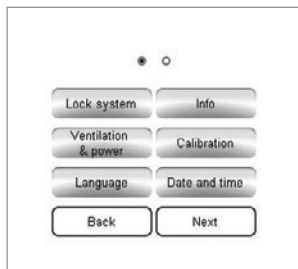 Lock system
Info
Ventilation
& power
Calibration
Language
Date and time
Back
Next